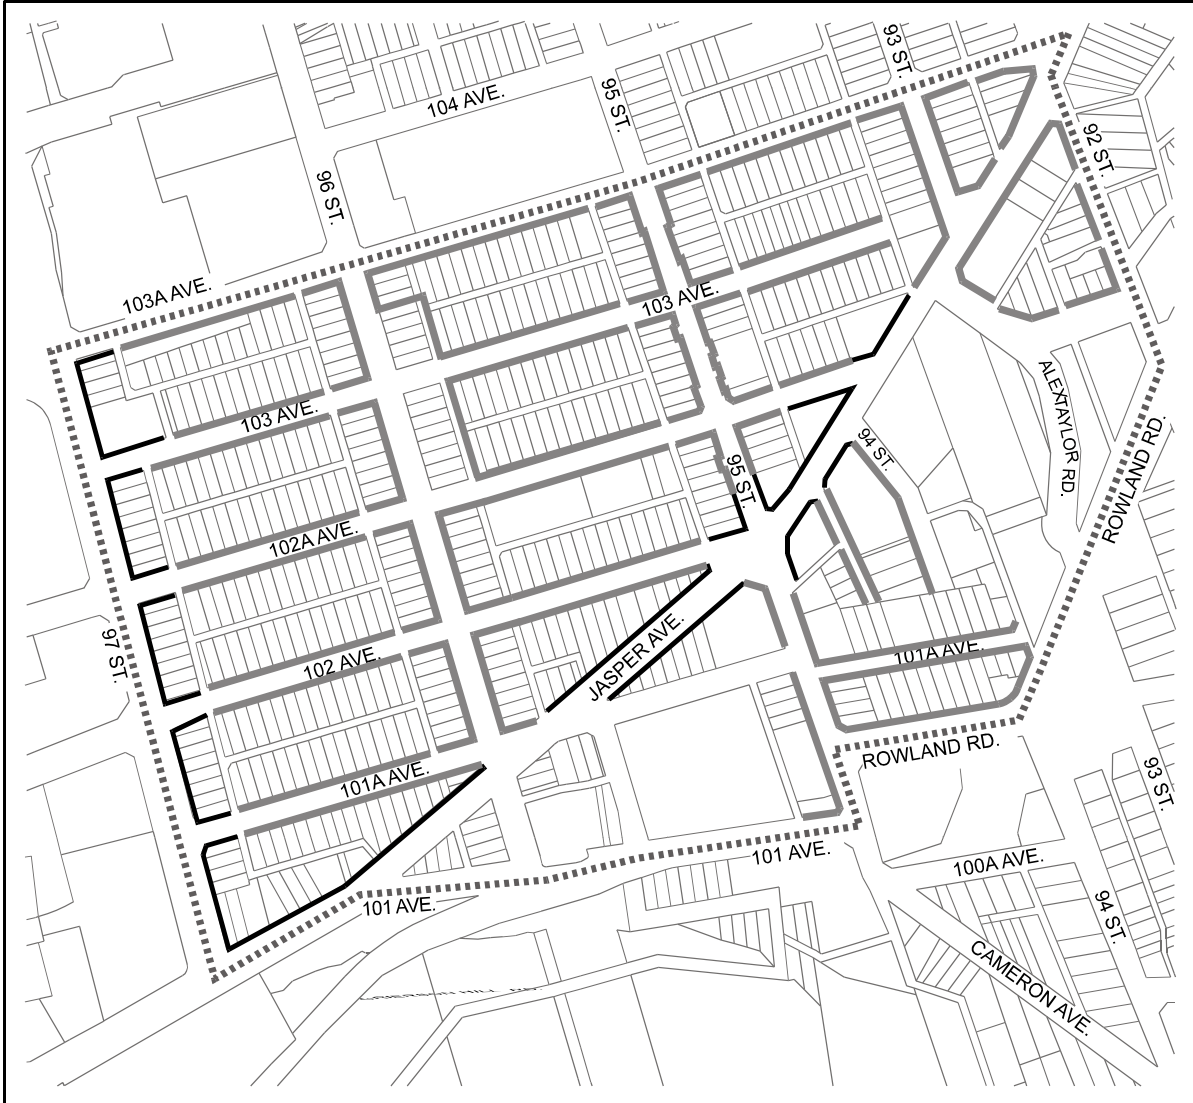 93 ST.
95 ST.
104 AVE.
92 ST.
96 ST.
103A AVE.
103 AVE.
103 AVE.
ALEXTAYLOR RD.
94 ST.
ROWLAND RD.
95 ST.
102A AVE.
97 ST.
102 AVE.
JASPER AVE.
101A AVE.
ROWLAND RD.
101A AVE.
93 ST.
101 AVE.
100A AVE.
101 AVE.
94 ST.
CAMERON AVE.